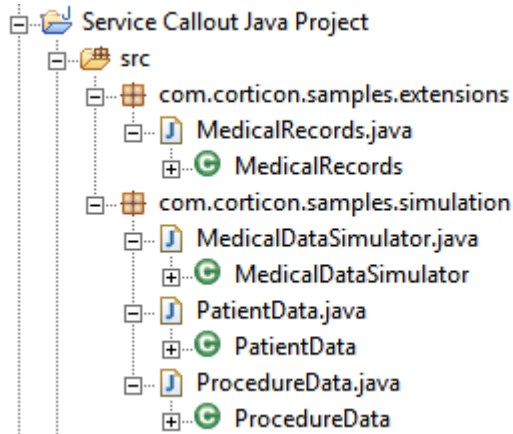 Service Callout Java Project
src
com.corticon.samples.extensions
MedicalRecords.java
MedicalRecords
com.corticon.samples.simulation
MedicalDataSimulator.java
MedicalDataSimulator
PatientData.java
PatientData
ProcedureData.java
ProcedureData